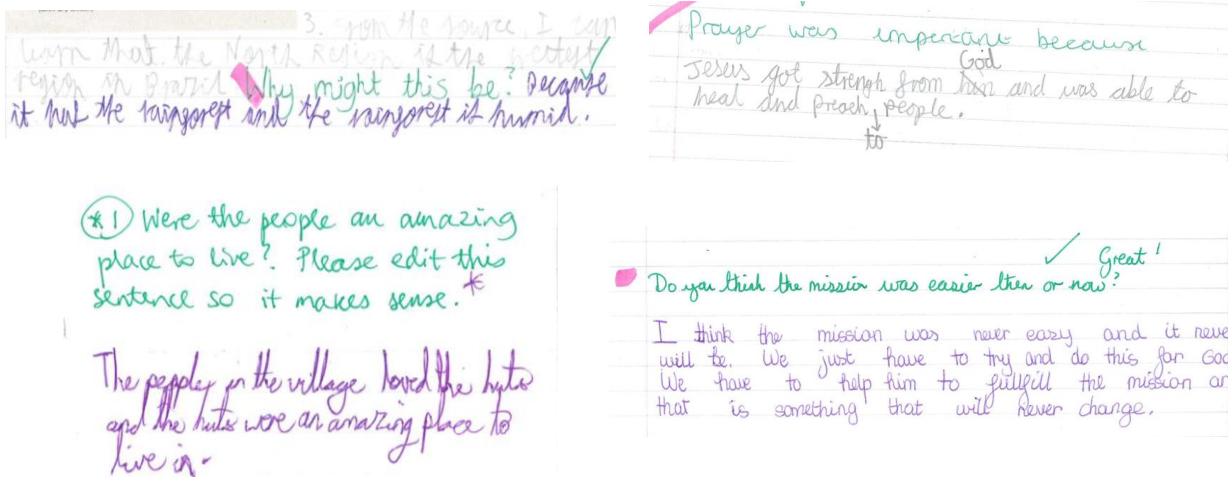 3. from the source, I can
learn that the North Region is the wettest
region in Brazil Why might this be? Because
it has the rainforest and the rainforest is humid.
Prayer was important because
God
Jesus got strengh from him and was able to
heal and preach people.
to
*1 Were the people an amazing
place to live? Please edit this
sentence so it makes sense.*
The people in the village loved the huts
and the huts were an amazing place to
live in.
Great!
Do you think the mission was easier then or now?
I think the mission was never easy and it neve
will be. We just have to try and do this for God
We have to help him to fullfill the mission an
that is something that will never change.